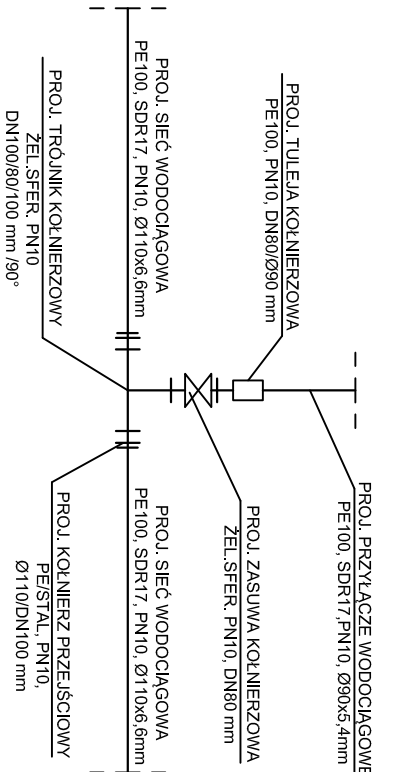 PROJ. PRZYŁĄCZE WODOCIĄGOWE
PE100, SDR17,PN10, Ø90x5,4mm
PROJ. TULEJA KOŁNIERZOWA
PE100, PN10, DN80/Ø90 mm
PROJ. ZASUWA KOŁNIERZOWA
ŻEL.SFER. PN10, DN80 mm
PROJ. SIEĆ WODOCIĄGOWA
PE100, SDR17, PN10, Ø110x6,6mm
PROJ. SIEĆ WODOCIĄGOWA
PE100, SDR17, PN10, Ø110x6,6mm
PROJ. TRÓJNIK KOŁNIERZOWY
ŻEL.SFER. PN10
DN100/80/100 mm /90°
PROJ. KOŁNIERZ PRZEJŚCIOWY
PE/STAL, PN10,
Ø110/DN100 mm